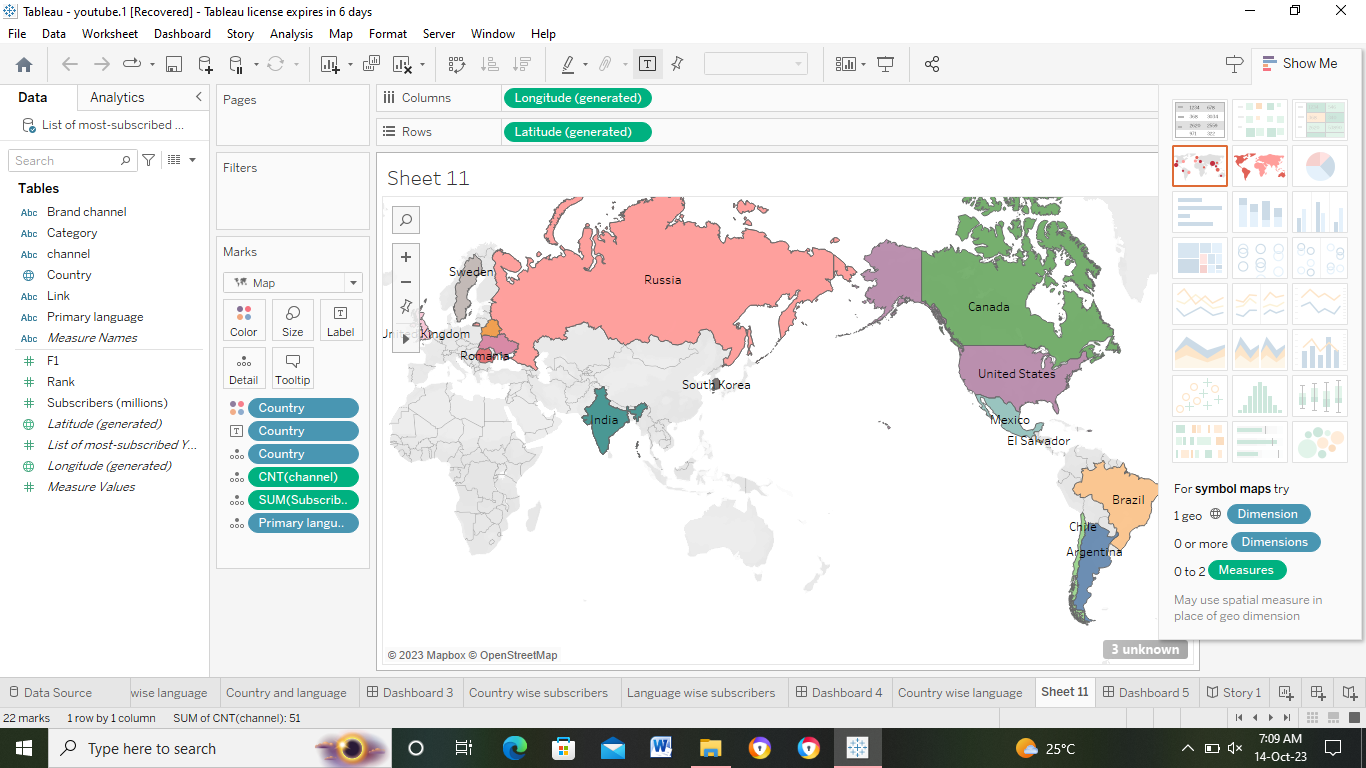 Tableau - youtube.1 [Recovered] - Tableau license expires in 6 days
File Data Worksheet Dashboard Story Analysis Map Format Server Window Help
Show Me
Data Analytics
List of most-subscribed ...
Search
Tables
Abc Brand channel
Abc Category
Abc channel
Country
Abc Link
Abc Primary language
Abc Measure Names
F1
Rank
Subscribers (millions)
Latitude (generated)
List of most-subscribed Y...
Longitude (generated)
Measure Values
Pages
Filters
Marks
Map
Color Size Label
Detail Tooltip
Country
Country
Country
CNT(channel)
SUM(Subscrib..
Primary langu..
Columns Longitude (generated)
Rows Latitude (generated)
Sheet 11
Sweden
Russia
Canada
United Kingdom
Romania
South Korea
United States
India
Mexico
El Salvador
Brazil
Chile
Argentina
© 2023 Mapbox © OpenStreetMap
3 unknown
For symbol maps try
1 geo Dimension
0 or more Dimensions
0 to 2 Measures
May use spatial measure in
place of geo dimension
Data Source wise language Country and language Dashboard 3 Country wise subscribers Language wise subscribers Dashboard 4 Country wise language Sheet 11 Dashboard 5 Story 1
22 marks 1 row by 1 column SUM of CNT(channel): 51
Type here to search
25°C
7:09 AM
14-Oct-23